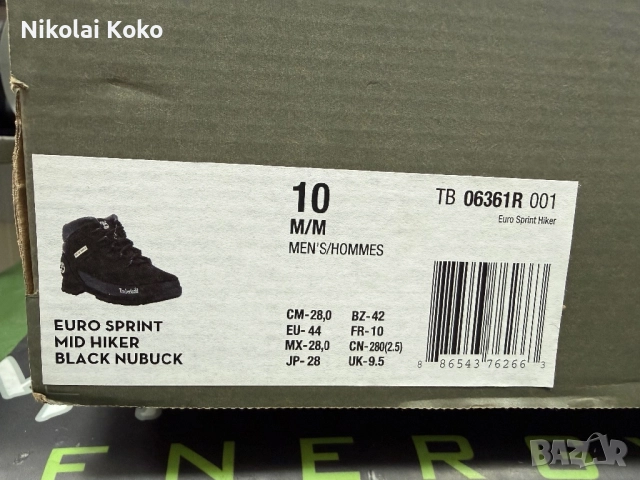 Nikolai Koko
10
M/M
MEN'S/HOMMES
TB 06361R 001
Euro Sprint Hiker
Timberland
EURO SPRINT
MID HIKER
BLACK NUBUCK
CM-28,0 BZ-42
EU- 44 FR-10
MX-28,0 CN-280(2.5)
JP- 28 UK-9.5
8 86543 76266 3
ENERG
BAZAR